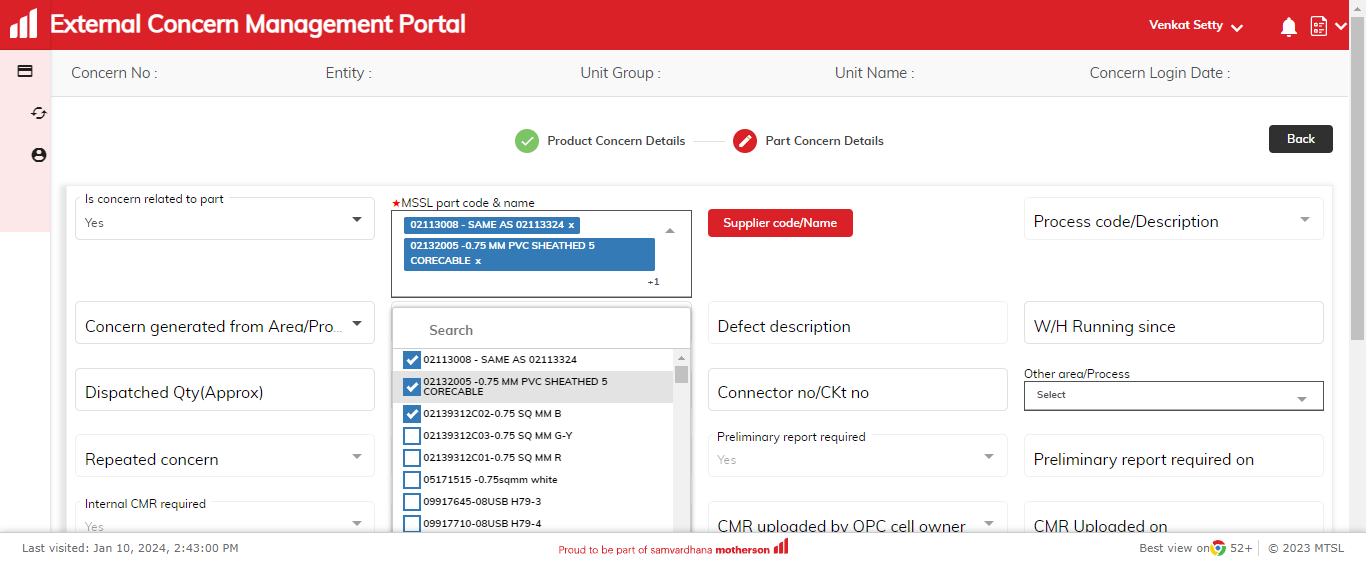 External Concern Management Portal
Venkat Setty
Concern No :
Entity :
Unit Group :
Unit Name :
Concern Login Date :
Product Concern Details
Part Concern Details
Back
Is concern related to part
Yes
★MSSL part code & name
02113008 - SAME AS 02113324 x
02132005 -0.75 MM PVC SHEATHED 5
CORECABLE x
+1
Supplier code/Name
Process code/Description
Concern generated from Area/Pro...
Search
02113008 - SAME AS 02113324
02132005 -0.75 MM PVC SHEATHED 5
CORECABLE
02139312C02-0.75 SQ MM B
02139312C03-0.75 SQ MM G-Y
02139312C01-0.75 SQ MM R
05171515 -0.75sqmm white
09917645-08USB H79-3
09917710-08USB H79-4
Defect description
W/H Running since
Dispatched Qty(Approx)
Connector no/CKt no
Other area/Process
Select
Repeated concern
Preliminary report required
Yes
Preliminary report required on
Internal CMR required
Yes
CMR uploaded by OPC cell owner
CMR Uploaded on
Last visited: Jan 10, 2024, 2:43:00 PM
Proud to be part of samvardhana motherson
Best view on 52+
© 2023 MTSL